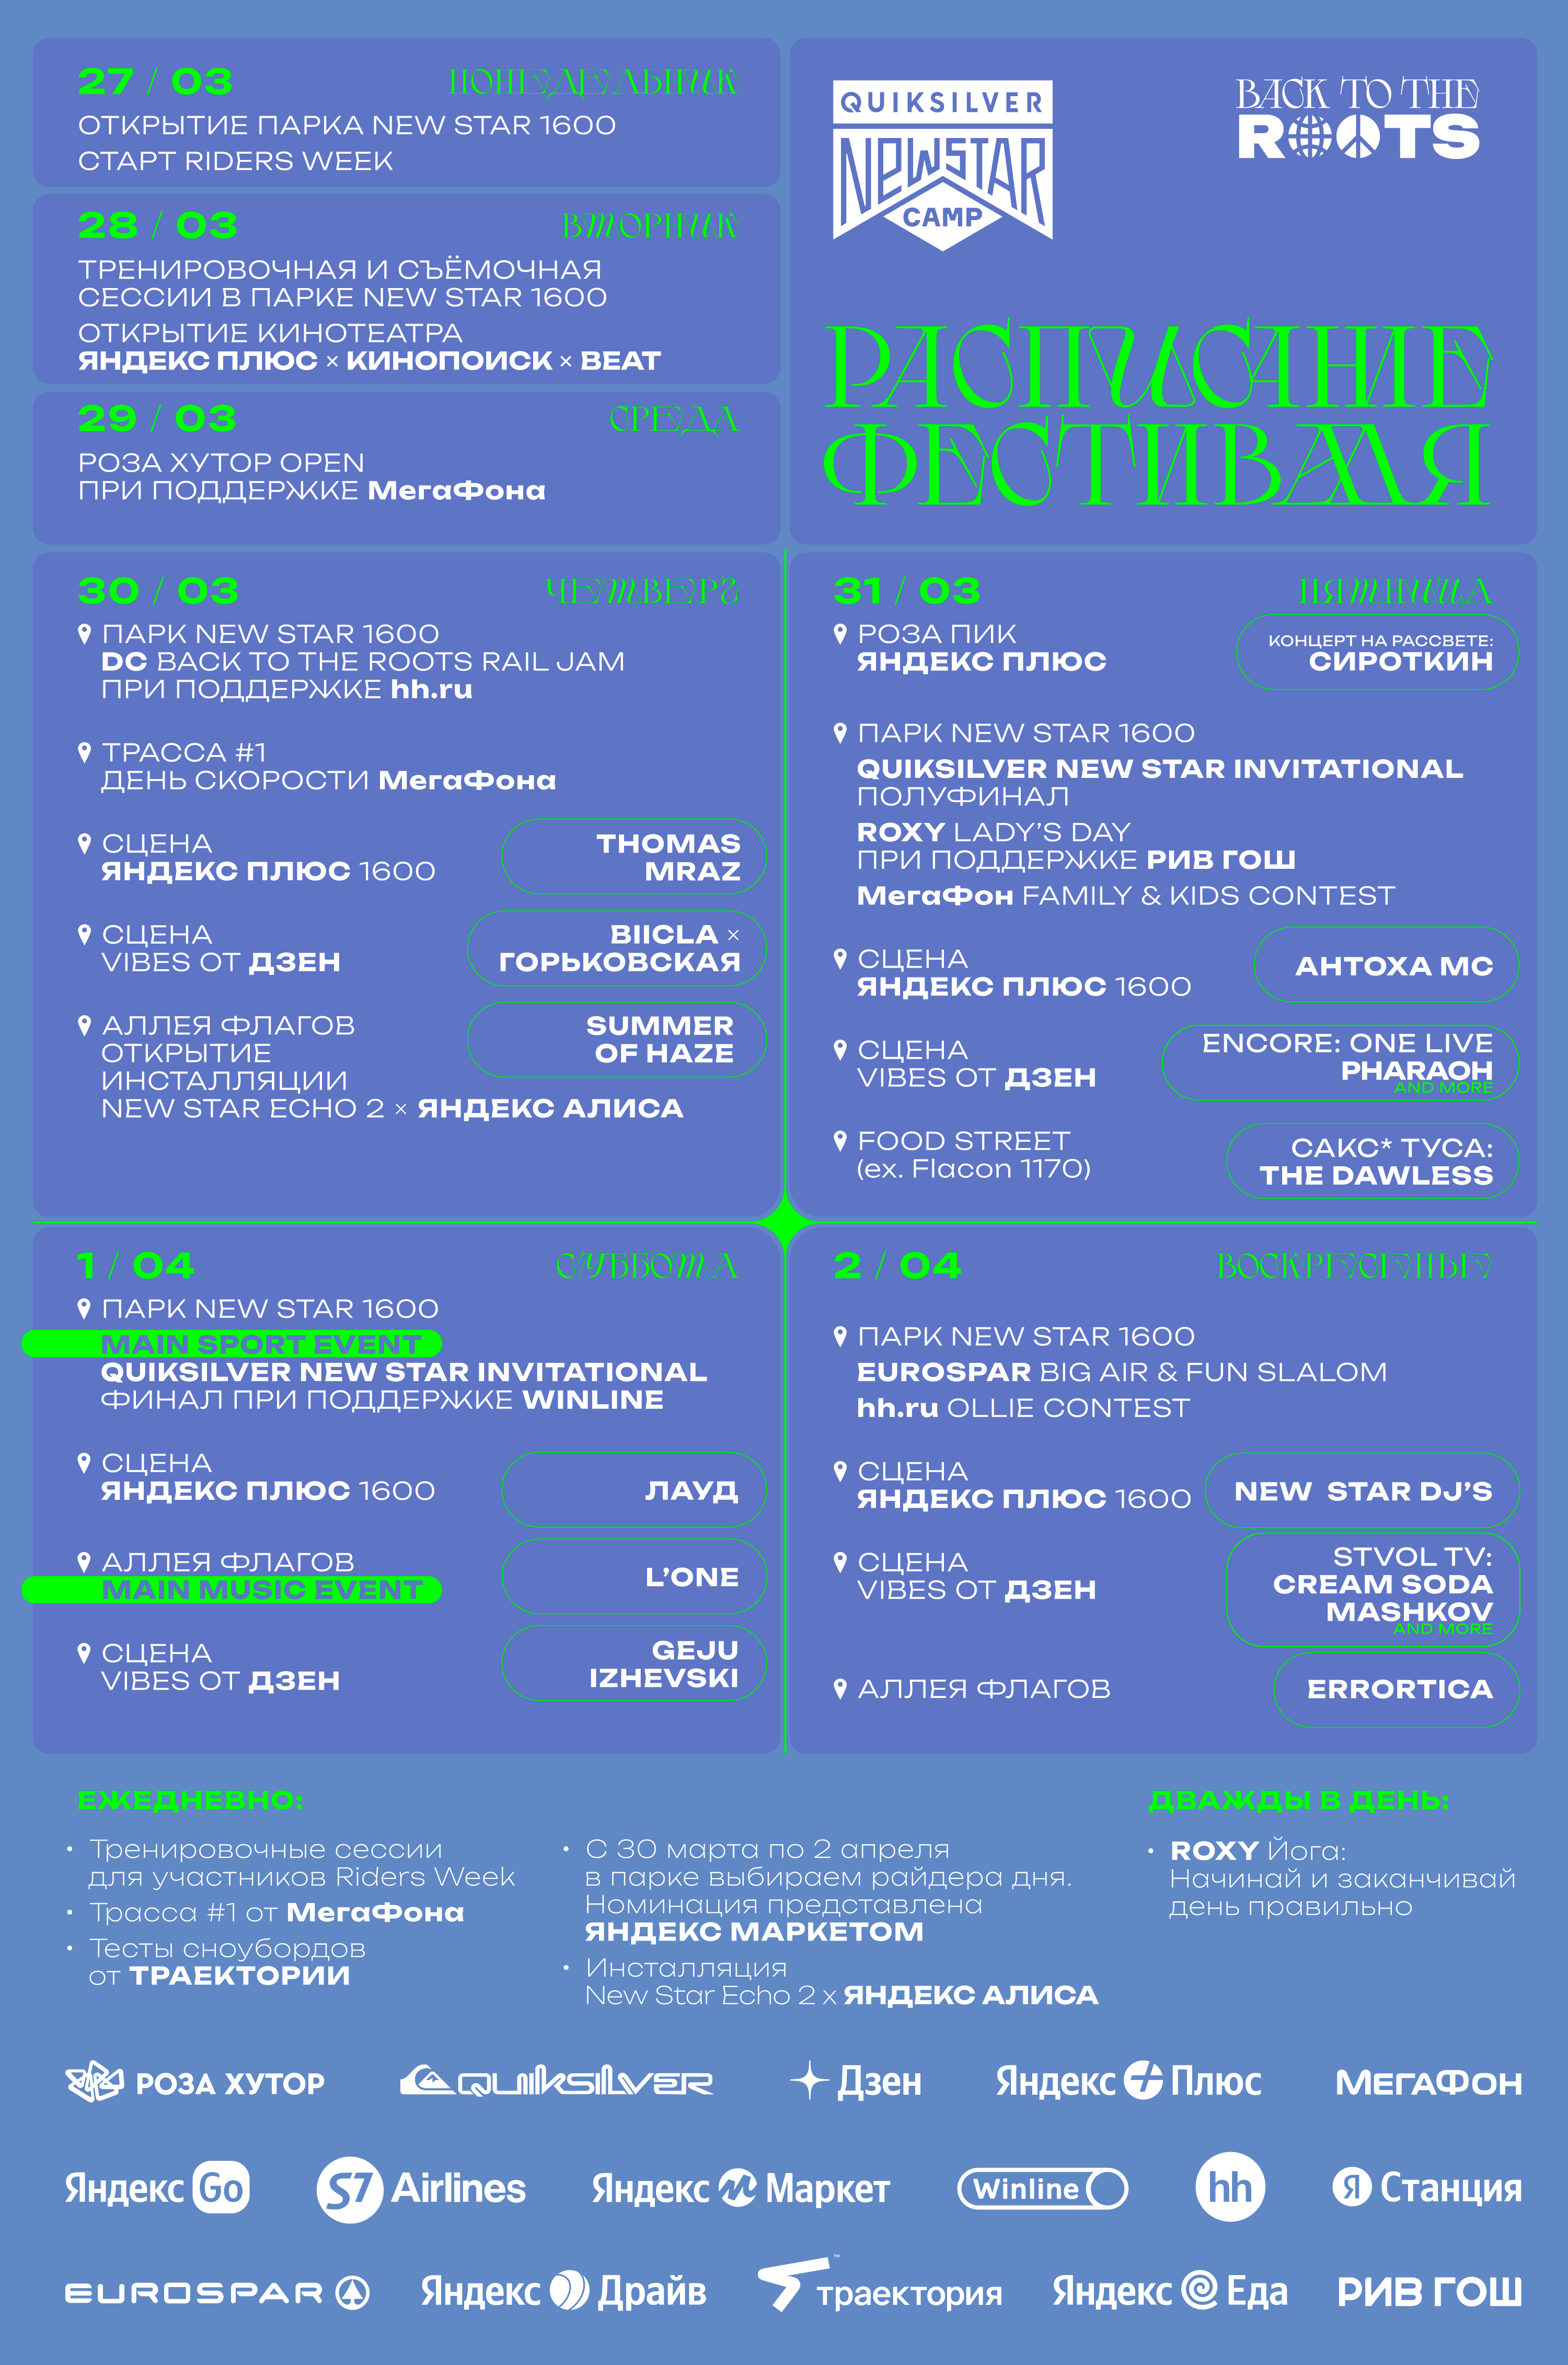 27 / 03 ПОНЕДЕЛЬНИК
ОТКРЫТИЕ ПАРКА NEW STAR 1600
СТАРТ RIDERS WEEK
28 / 03 ВТОРНИК
ТРЕНИРОВОЧНАЯ И СЪЁМОЧНАЯ
СЕССИИ В ПАРКЕ NEW STAR 1600
ОТКРЫТИЕ КИНОТЕАТРА
ЯНДЕКС ПЛЮС × КИНОПОИСК × BEAT
29 / 03 СРЕДА
РОЗА ХУТОР OPEN
ПРИ ПОДДЕРЖКЕ МегаФона
QUIKSILVER
NEW STAR
CAMP
BACK TO THE
ROOTS
РАСПИСАНИЕ
ФЕСТИВАЛЯ
30 / 03 ЧЕТВЕРГ
ПАРК NEW STAR 1600
DC BACK TO THE ROOTS RAIL JAM
ПРИ ПОДДЕРЖКЕ hh.ru
ТРАССА #1
ДЕНЬ СКОРОСТИ МегаФона
СЦЕНА
ЯНДЕКС ПЛЮС 1600
THOMAS
MRAZ
СЦЕНА
VIBES ОТ ДЗЕН
BIICLA ×
ГОРЬКОВСКАЯ
АЛЛЕЯ ФЛАГОВ
ОТКРЫТИЕ
ИНСТАЛЛЯЦИИ
NEW STAR ECHO 2 × ЯНДЕКС АЛИСА
SUMMER
OF HAZE
31 / 03 ПЯТНИЦА
РОЗА ПИК
ЯНДЕКС ПЛЮС
КОНЦЕРТ НА РАССВЕТЕ:
СИРОТКИН
ПАРК NEW STAR 1600
QUIKSILVER NEW STAR INVITATIONAL
ПОЛУФИНАЛ
ROXY LADY’S DAY
ПРИ ПОДДЕРЖКЕ РИВ ГОШ
МегаФон FAMILY & KIDS CONTEST
СЦЕНА
ЯНДЕКС ПЛЮС 1600
АНТОХА МС
СЦЕНА
VIBES ОТ ДЗЕН
ENCORE: ONE LIVE
PHARAOH
AND MORE
FOOD STREET
(ex. Flacon 1170)
САКС* ТУСА:
THE DAWLESS
1 / 04 СУББОТА
ПАРК NEW STAR 1600
MAIN SPORT EVENT
QUIKSILVER NEW STAR INVITATIONAL
ФИНАЛ ПРИ ПОДДЕРЖКЕ WINLINE
СЦЕНА
ЯНДЕКС ПЛЮС 1600
ЛАУД
АЛЛЕЯ ФЛАГОВ
MAIN MUSIC EVENT
L’ONE
СЦЕНА
VIBES ОТ ДЗЕН
GEJU
IZHEVSKI
2 / 04 ВОСКРЕСЕНЬЕ
ПАРК NEW STAR 1600
EUROSPAR BIG AIR & FUN SLALOM
hh.ru OLLIE CONTEST
СЦЕНА
ЯНДЕКС ПЛЮС 1600
NEW STAR DJ’S
СЦЕНА
VIBES ОТ ДЗЕН
STVOL TV:
CREAM SODA
MASHKOV
AND MORE
АЛЛЕЯ ФЛАГОВ
ERRORTICA
ЕЖЕДНЕВНО:
• Тренировочные сессии
для участников Riders Week
• Трасса #1 от МегаФона
• Тесты сноубордов
от ТРАЕКТОРИИ
• С 30 марта по 2 апреля
в парке выбираем райдера дня.
Номинация представлена
ЯНДЕКС МАРКЕТОМ
• Инсталляция
New Star Echo 2 x ЯНДЕКС АЛИСА
ДВАЖДЫ В ДЕНЬ:
• ROXY Йога:
Начинай и заканчивай
день правильно
РОЗА ХУТОР QUIKSILVER Дзен Яндекс Плюс МЕГАФОН
Яндекс Go S7 Airlines Яндекс Маркет Winline hh Я Станция
EUROSPAR Яндекс Драйв траектория™ Яндекс Еда РИВ ГОШ